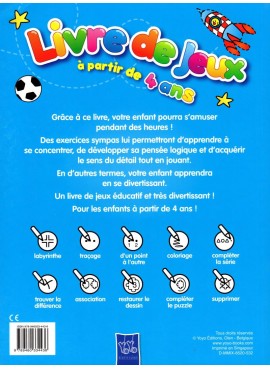 Livre de Jeux
à partir de 4 ans
Grâce à ce livre, votre enfant pourra s'amuser
pendant des heures !
Des exercices sympas lui permettront d'apprendre à
se concentrer, de développer sa pensée logique et d'acquérir
le sens du détail tout en jouant.
En d'autres termes, votre enfant apprendra
en se divertissant.
Un livre de jeux éducatif et très divertissant !
Pour les enfants à partir de 4 ans !
labyrinthe
traçage
d'un point
à l'autre
coloriage
compléter
la série
trouver la
différence
association
restaurer
le dessin
compléter
le puzzle
supprimer
CE
YOYO
Tous droits réservés